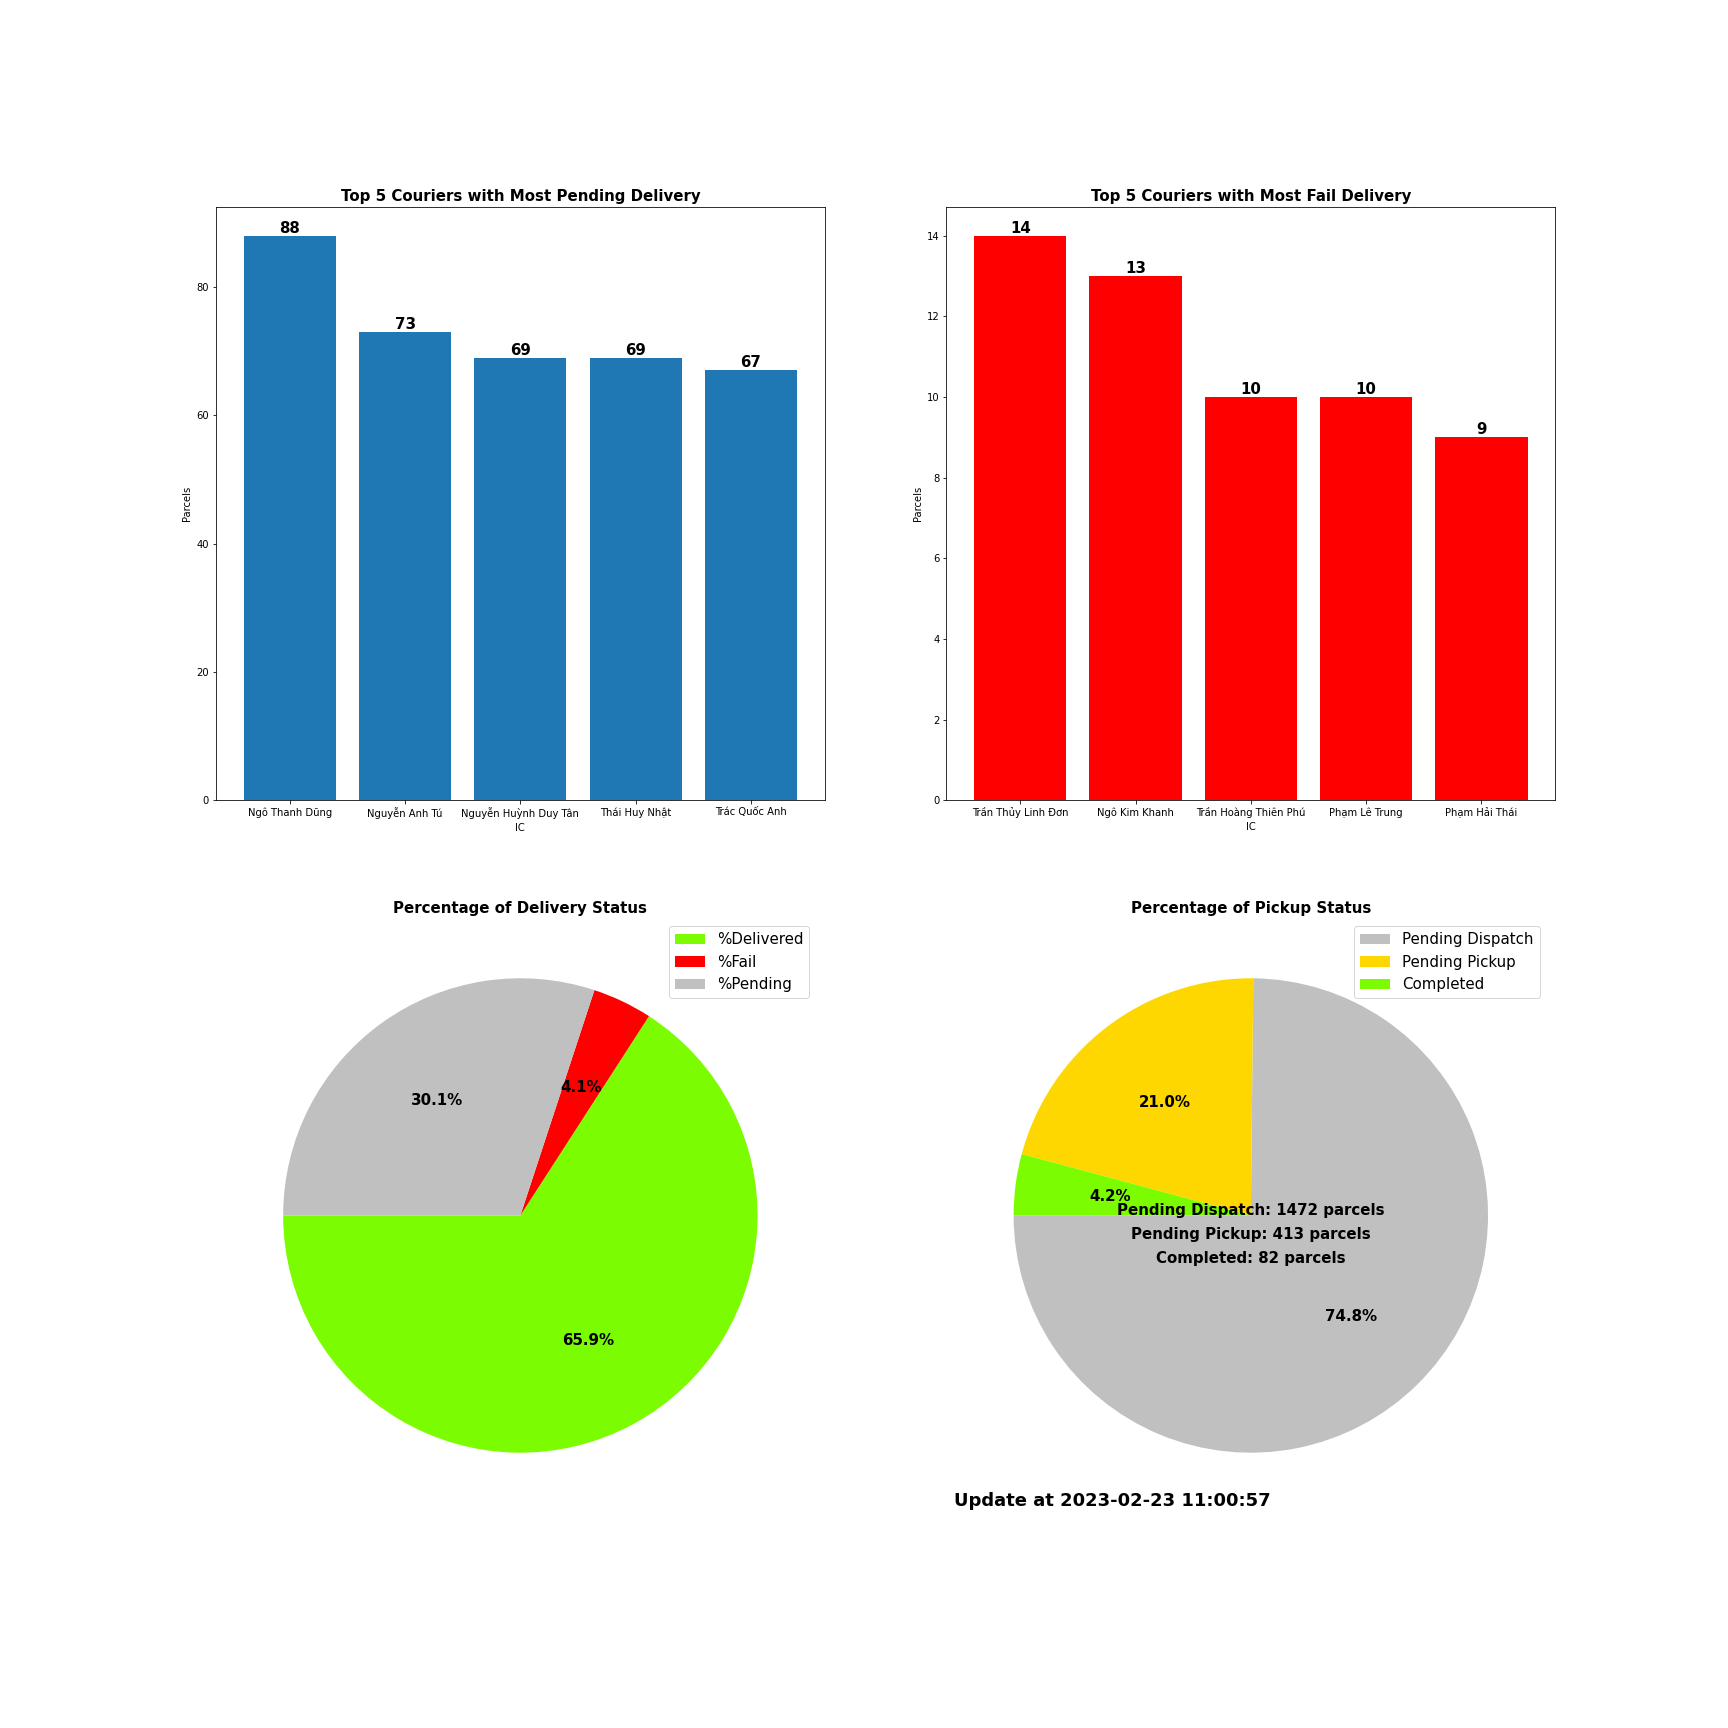 Top 5 Couriers with Most Pending Delivery
88
73
69
69
67
80
60
40
20
0
Parcels
Ngô Thanh Dũng
Nguyễn Anh Tú
Nguyễn Huỳnh Duy Tân
Thái Huy Nhật
Trác Quốc Anh
IC
Top 5 Couriers with Most Fail Delivery
14
13
10
10
9
14
12
10
8
6
4
2
0
Parcels
Trần Thủy Linh Đơn
Ngô Kim Khanh
Trần Hoàng Thiên Phú
Phạm Lê Trung
Phạm Hải Thái
IC
Percentage of Delivery Status
%Delivered
%Fail
%Pending
4.1%
30.1%
65.9%
Percentage of Pickup Status
Pending Dispatch
Pending Pickup
Completed
21.0%
4.2%
Pending Dispatch: 1472 parcels
Pending Pickup: 413 parcels
Completed: 82 parcels
74.8%
Update at 2023-02-23 11:00:57